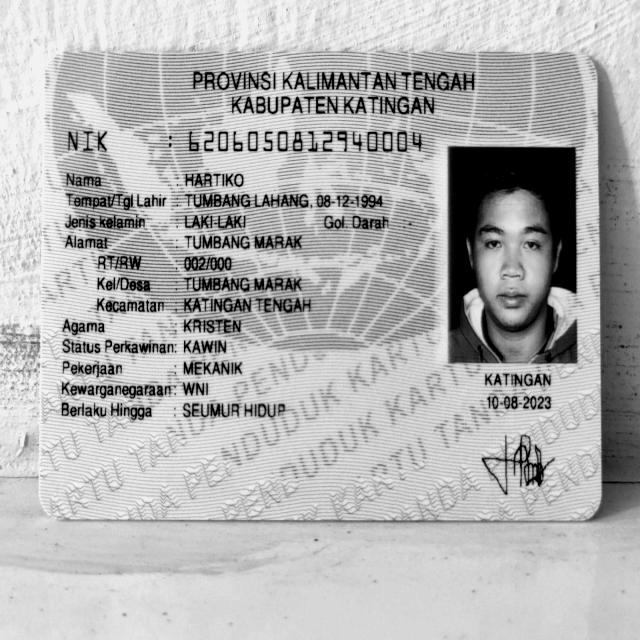 PROVINSI KALIMANTAN TENGAH
KABUPATEN KATINGAN
NIK : 6206050812940004
Nama : HARTIKO
Tempat/Tgl Lahir : TUMBANG LAHANG, 08-12-1994
Jenis kelamin : LAKI-LAKI Gol. Darah
Alamat : TUMBANG MARAK
RT/RW : 002/000
Kel/Desa : TUMBANG MARAK
Kecamatan : KATINGAN TENGAH
Agama : KRISTEN
Status Perkawinan: KAWIN
Pekerjaan : MEKANIK
Kewarganegaraan: WNI
Berlaku Hingga : SEUMUR HIDUP
KATINGAN
10-08-2023
KARTU TANDA PENDUDUK KARTU TANDA PENDUDUK